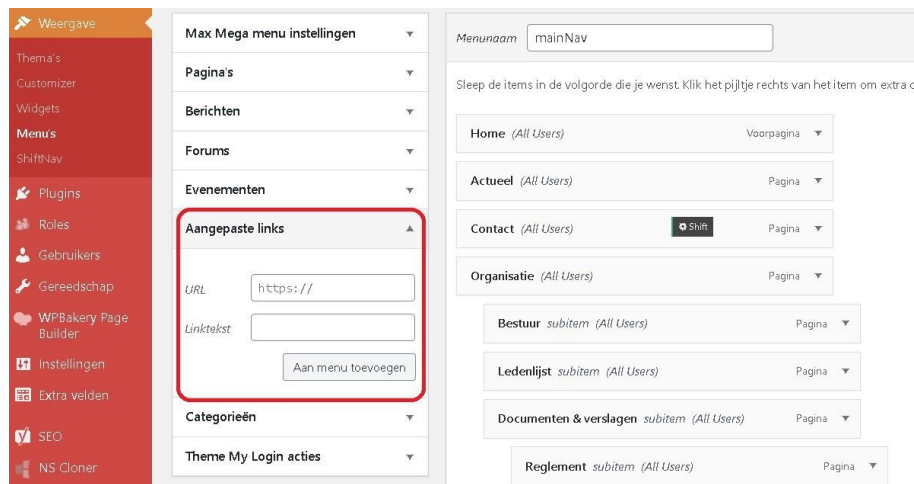 Weergave
Thema's
Customizer
Widgets
Menu's
ShiftNav
Plugins
Roles
Gebruikers
Gereedschap
WPBakery Page
Builder
Instellingen
Extra velden
SEO
NS Cloner
Max Mega menu instellingen
Pagina's
Berichten
Forums
Evenementen
Aangepaste links
URL https://
Linktekst
Aan menu toevoegen
Categorieën
Theme My Login acties
Menunaam mainNav
Sleep de items in de volgorde die je wenst. Klik het pijltje rechts van het item om extra
Home (All Users) Voorpagina
Actueel (All Users) Pagina
Contact (All Users) Shift Pagina
Organisatie (All Users) Pagina
Bestuur subitem (All Users) Pagina
Ledenlijst subitem (All Users) Pagina
Documenten & verslagen subitem (All Users) Pagina
Reglement subitem (All Users) Pagina